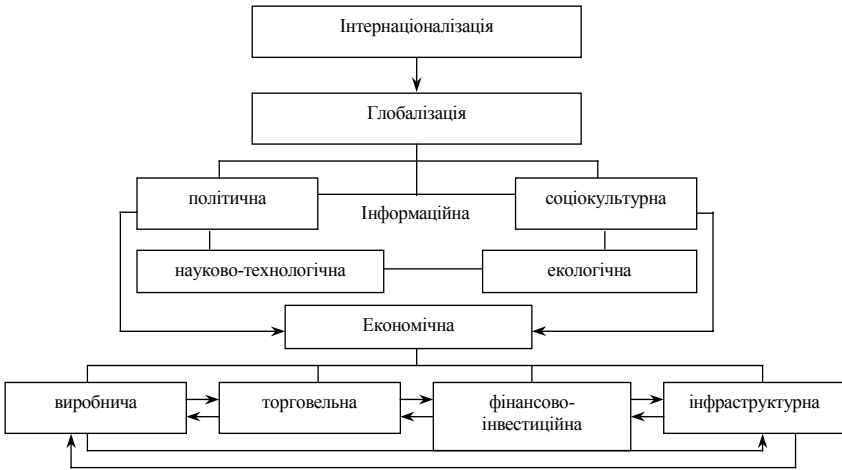 Інтернаціоналізація
Глобалізація
політична
Інформаційна
соціокультурна
науково-технологічна
екологічна
Економічна
виробнича
торговельна
фінансово-
інвестиційна
інфраструктурна